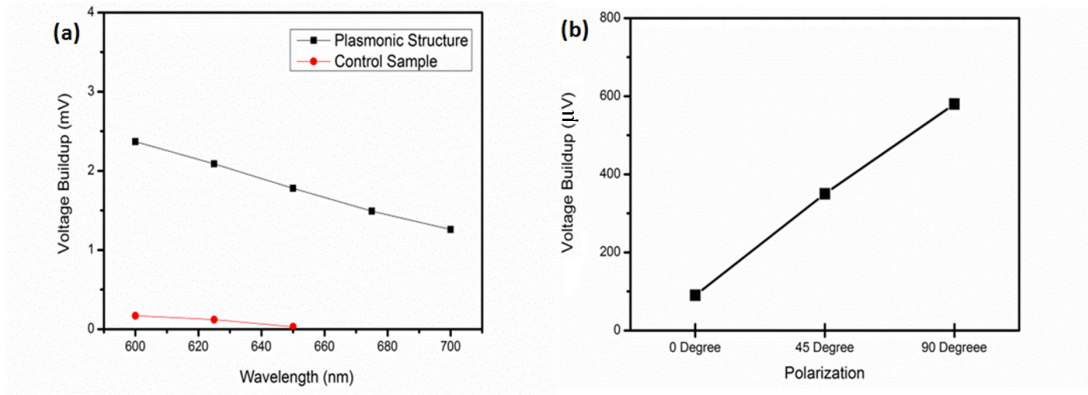 (a)
4
3
2
1
0
Voltage Buildup (mV)
Plasmonic Structure
Control Sample
600 620 640 660 680 700
Wavelength (nm)
(b)
800
600
400
200
0
Voltage Buildup (μV)
0 Degree 45 Degree 90 Degreee
Polarization